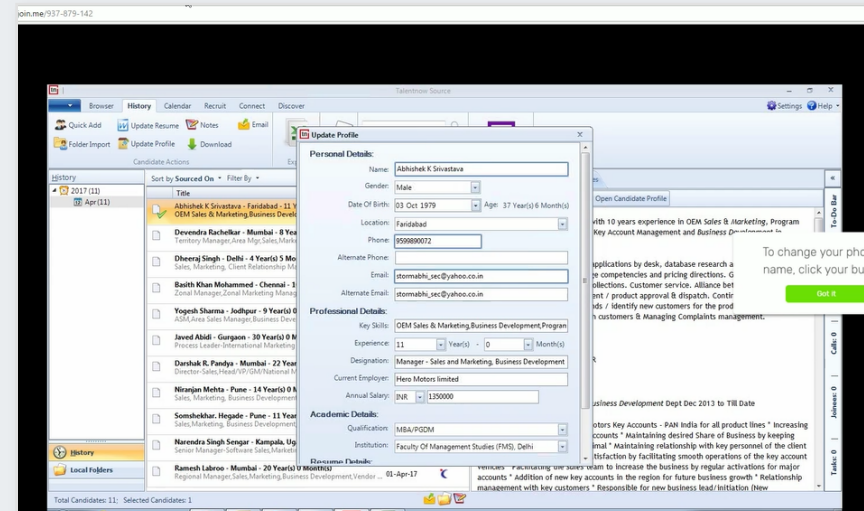 join.me/937-879-142
Talentnow Source
Browser History Calendar Recruit Connect Discover
Settings Help
Quick Add Update Resume Notes Email
Folder Import Update Profile Download
Candidate Actions
History
2017 (11)
Apr (11)
Sort by Sourced On Filter By
Title
Abhishek K Srivastava - Faridabad - 11 Y
OEM Sales & Marketing,Business Devel
Devendra Rachelkar - Mumbai - 8 Yea
Territory Manager,Area Mgr,Sales,Mark
Dheeraj Singh - Delhi - 4 Year(s) 5 Mo
Sales, Marketing, Client Relationship M
Basith Khan Mohammed - Chennai - 1
Zonal Manager,Zonal Marketing Mana
Yogesh Sharma - Jodhpur - 9 Year(s) 0
ASM,Area Sales Manager,Business Deve
Javed Abidi - Gurgaon - 30 Year(s) 0 M
Process Leader-International Marketing
Darshak R. Pandya - Mumbai - 22 Year
Director-Sales,Head/VP/GM/National M
Niranjan Mehta - Pune - 14 Year(s) 0 M
Sales, Marketing, Business Development
Somshekhar. Hegade - Pune - 11 Year
Sales,Marketing, Business Development
Narendra Singh Sengar - Kampala, Ug
Senior Manager-Software Sales,Marketi
Ramesh Labroo - Mumbai - 20 Year(s) 0 Month(s)
Regional Manager,Sales,Marketing,Business Development,Vendor ... 01-Apr-17
History
Local Folders
Total Candidates: 11; Selected Candidates: 1
Update Profile
Personal Details:
Name: Abhishek K Srivastava
Gender: Male
Date Of Birth: 03 Oct 1979 Age: 37 Year(s) 6 Month(s)
Location: Faridabad
Phone: 9599890072
Alternate Phone:
Email: stormabhi_sec@yahoo.co.in
Alternate Email: stormabhi_sec@yahoo.co.in
Professional Details:
Key Skills: OEM Sales & Marketing,Business Development,Program
Experience: 11 Year(s) - 0 Month(s)
Designation: Manager - Sales and Marketing, Business Development
Current Employer: Hero Motors limited
Annual Salary: INR 1350000
Academic Details:
Qualification: MBA/PGDM
Institution: Faculty Of Management Studies (FMS), Delhi
Resume Details:
Open Candidate Profile
with 10 years experience in OEM Sales & Marketing, Program
Key Account Management and Business Development in
applications by desk, database research a
competencies and pricing directions. G
ollections. Customer service. Alliance bet
ent / product approval & dispatch. Contin
ds / identify new customers for the prod
customers & Managing Complaints management.
To change your pho
name, click your bu
Got it
usiness Development Dept Dec 2013 to Till Date
otors Key Accounts - PAN India for all product lines * Increasing
ccounts * Maintaining desired Share of Business by keeping
imal * Maintaining relationship with key personnel of the client
tisfaction by facilitating smooth operations of the key account
vehicles * Facilitating the sales team to increase the business by regular activations for major
accounts * Addition of new key accounts in the region for future business growth * Relationship
management with key customers * Responsible for new business lead/ initiation (New
To-Do Bar
Calls: 0
Joinees: 0
Tasks: 0